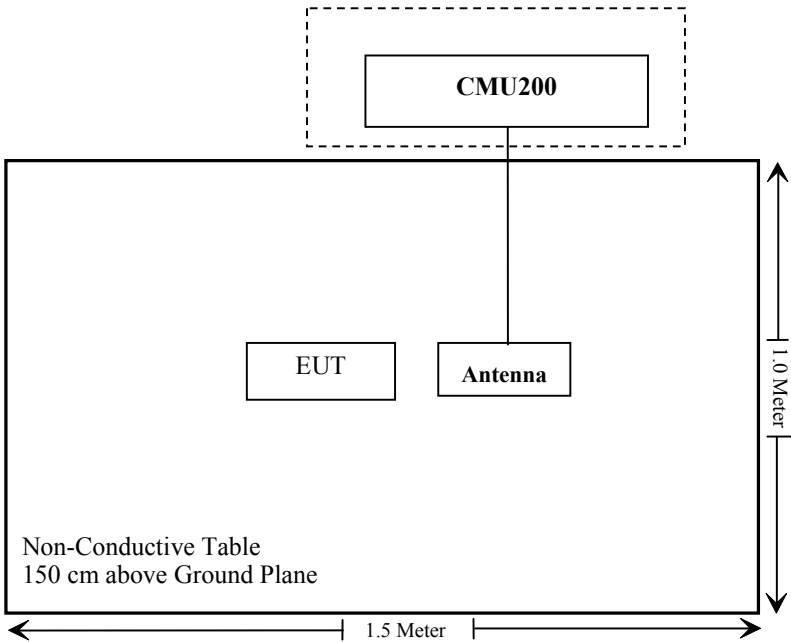 CMU200
EUT
Antenna
1.0 Meter
Non-Conductive Table
150 cm above Ground Plane
1.5 Meter